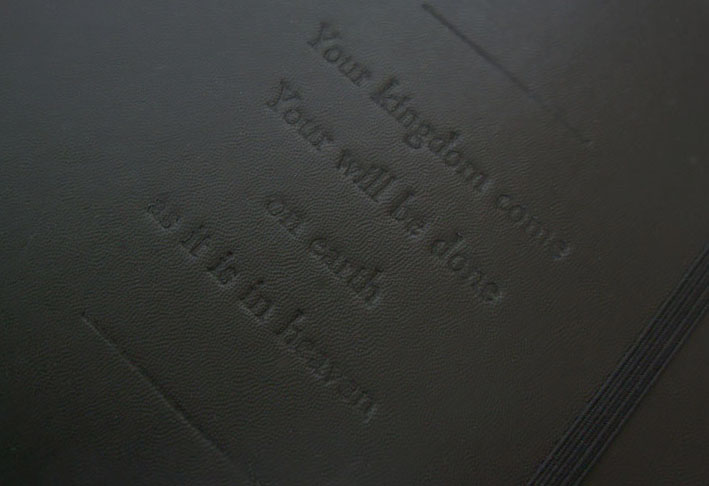 Your kingdom come
Your will be done
on earth
as it is in heaven,